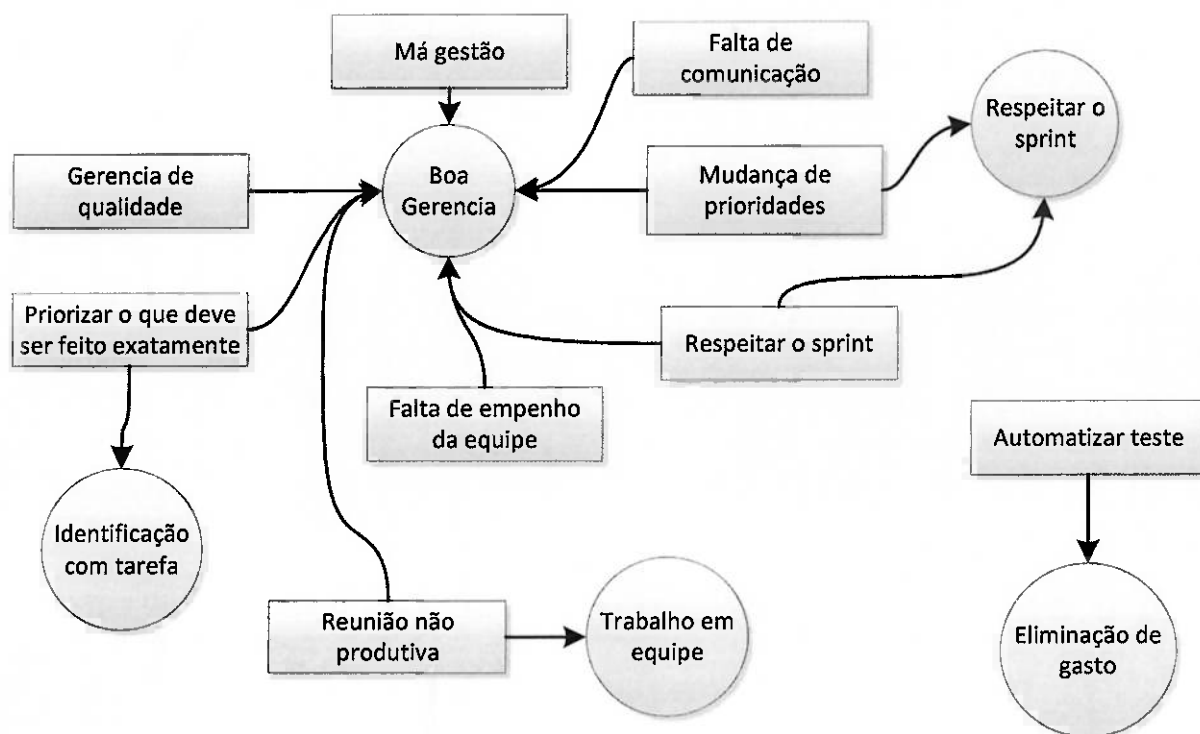 Má gestão
Falta de
comunicação
Respeitar o
sprint
Gerencia de
qualidade
Boa
Gerencia
Mudança de
prioridades
Priorizar o que deve
ser feito exatamente
Respeitar o sprint
Falta de empenho
da equipe
Automatizar teste
Identificação
com tarefa
Reunião não
produtiva
Trabalho em
equipe
Eliminação de
gasto